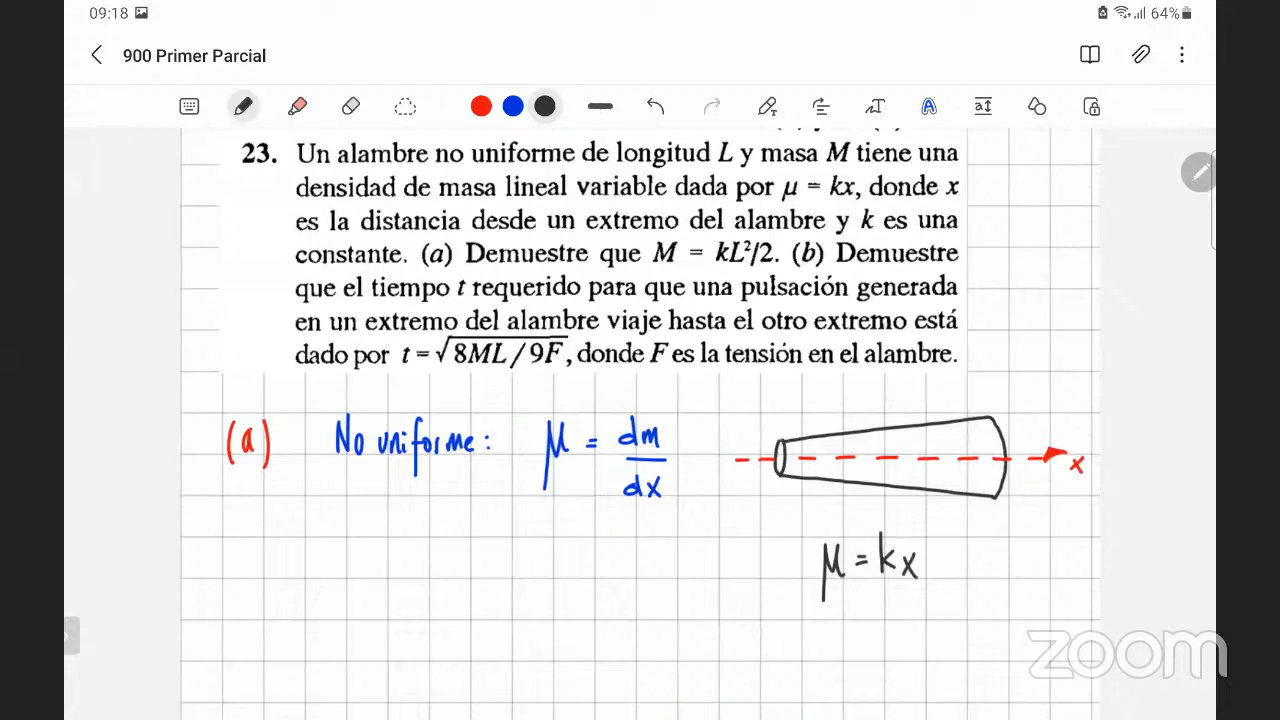 09:18 64%
900 Primer Parcial
23. Un alambre no uniforme de longitud L y masa M tiene una
densidad de masa lineal variable dada por μ = kx, donde x
es la distancia desde un extremo del alambre y k es una
constante. (a) Demuestre que M = kL²/2. (b) Demuestre
que el tiempo t requerido para que una pulsación generada
en un extremo del alambre viaje hasta el otro extremo está
dado por t = √8ML / 9F, donde F es la tensión en el alambre.
(a) No uniforme: μ = dm/dx
x
μ = kx
zoom